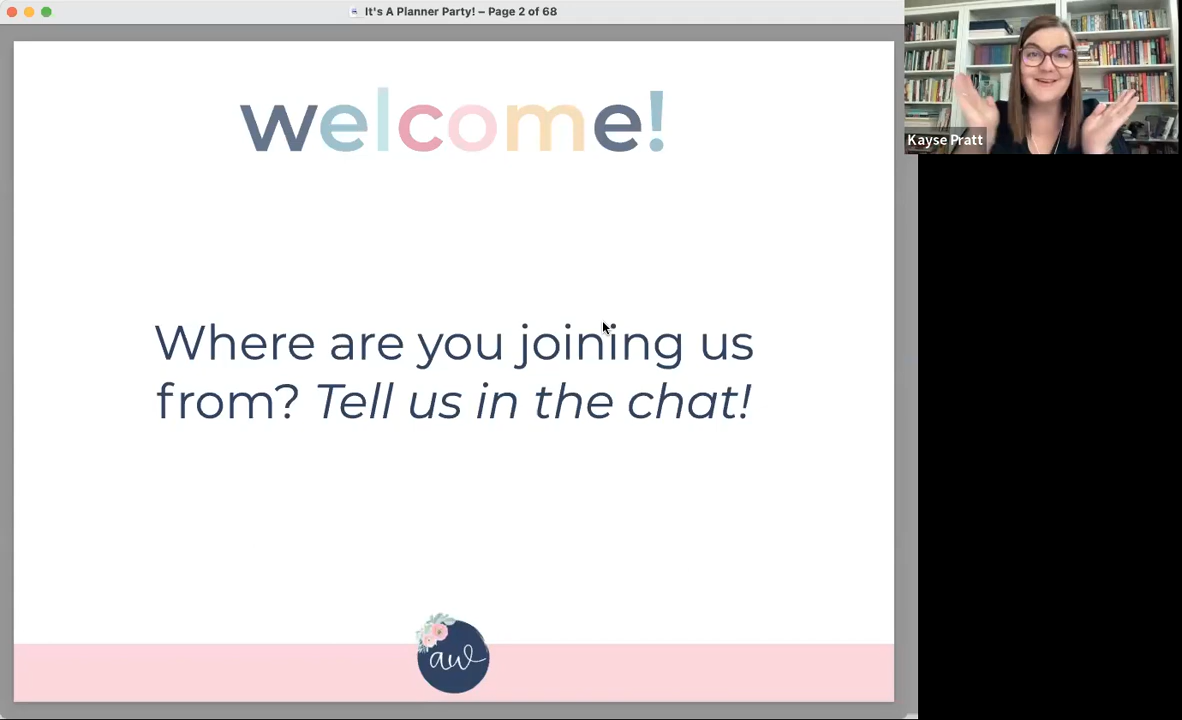 It's A Planner Party! – Page 2 of 68
welcome!
Kayse Pratt
Where are you joining us
from? Tell us in the chat!
aw